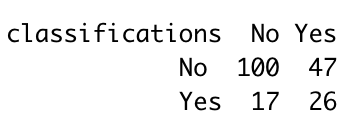 classifications No Yes
No 100 47
Yes 17 26